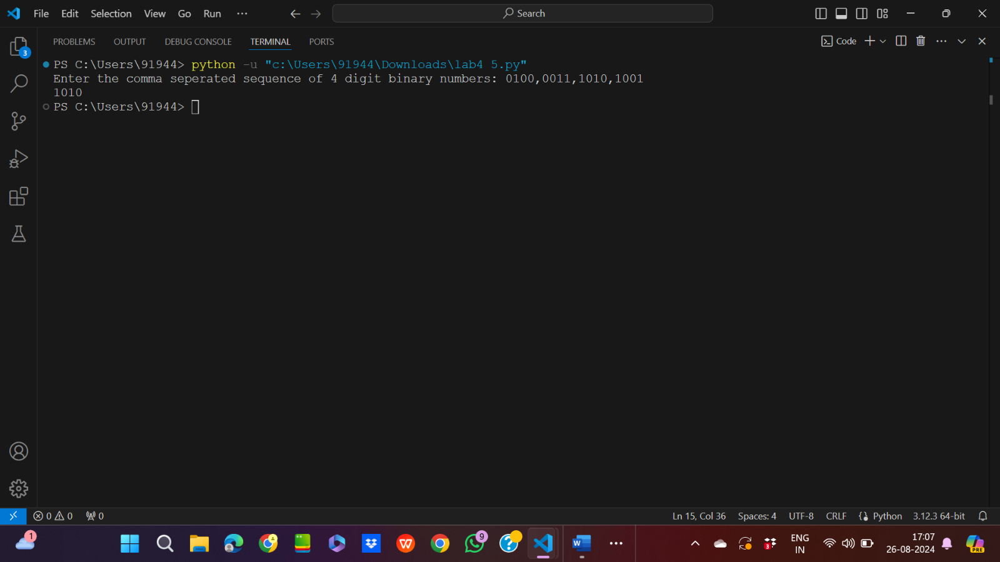 File Edit Selection View Go Run ··· Search
3
PROBLEMS OUTPUT DEBUG CONSOLE TERMINAL PORTS Code
PS C:\Users\91944> python -u "c:\Users\91944\Downloads\lab4 5.py"
Enter the comma seperated sequence of 4 digit binary numbers: 0100,0011,1010,1001
1010
PS C:\Users\91944>
0 0 0 Ln 15, Col 36 Spaces: 4 UTF-8 CRLF Python 3.12.3 64-bit
1 W 9 ? W ··· 3 ENG 17:07 PRE
IN 26-08-2024